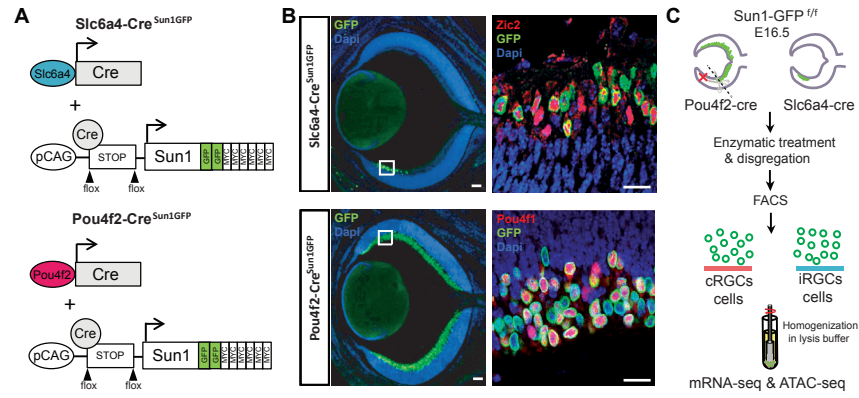 A
Slc6a4-Cre Sun1GFP
Slc6a4
Cre
+
Cre
pCAG
STOP
Sun1
GFP
GFP
MYC
MYC
MYC
MYC
MYC
MYC
flox
flox
Pou4f2-Cre Sun1GFP
Pou4f2
Cre
+
Cre
pCAG
STOP
Sun1
GFP
GFP
MYC
MYC
MYC
MYC
MYC
MYC
flox
flox
B
Slc6a4-Cre Sun1GFP
GFP
Dapi
Zic2
GFP
Dapi
Pou4f2-Cre Sun1GFP
GFP
Dapi
Pou4f1
GFP
Dapi
C
Sun1-GFP f/f
E16.5
Pou4f2-cre
Slc6a4-cre
Enzymatic treatment
& disgregation
FACS
cRGCs
cells
iRGCs
cells
Homogenization
in lysis buffer
mRNA-seq & ATAC-seq